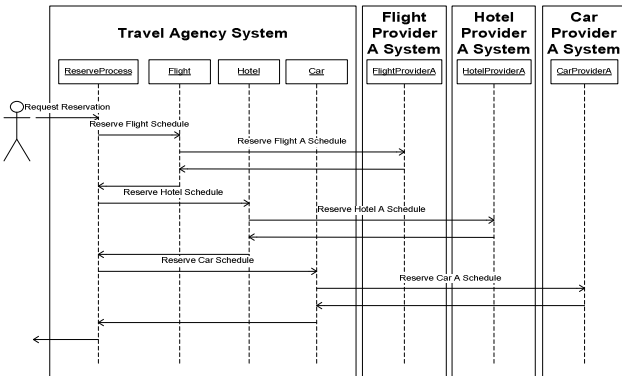 Travel Agency System
Flight
Provider
A System
Hotel
Provider
A System
Car
Provider
A System
ReserveProcess
Flight
Hotel
Car
FlightProviderA
HotelProviderA
CarProviderA
Request Reservation
Reserve Flight Schedule
Reserve Flight A Schedule
Reserve Hotel Schedule
Reserve Hotel A Schedule
Reserve Car Schedule
Reserve Car A Schedule